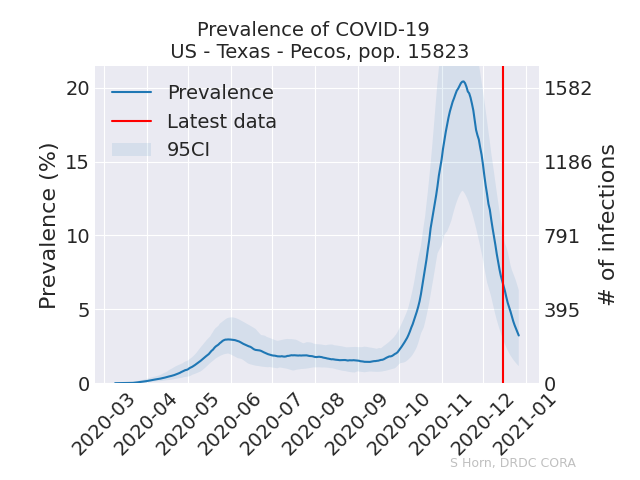 Prevalence of COVID-19
US - Texas - Pecos, pop. 15823
Prevalence
Latest data
95CI
Prevalence (%)
20
15
10
5
0
# of infections
1582
1186
791
395
0
2020-03
2020-04
2020-05
2020-06
2020-07
2020-08
2020-09
2020-10
2020-11
2020-12
2021-01
S Horn, DRDC CORA